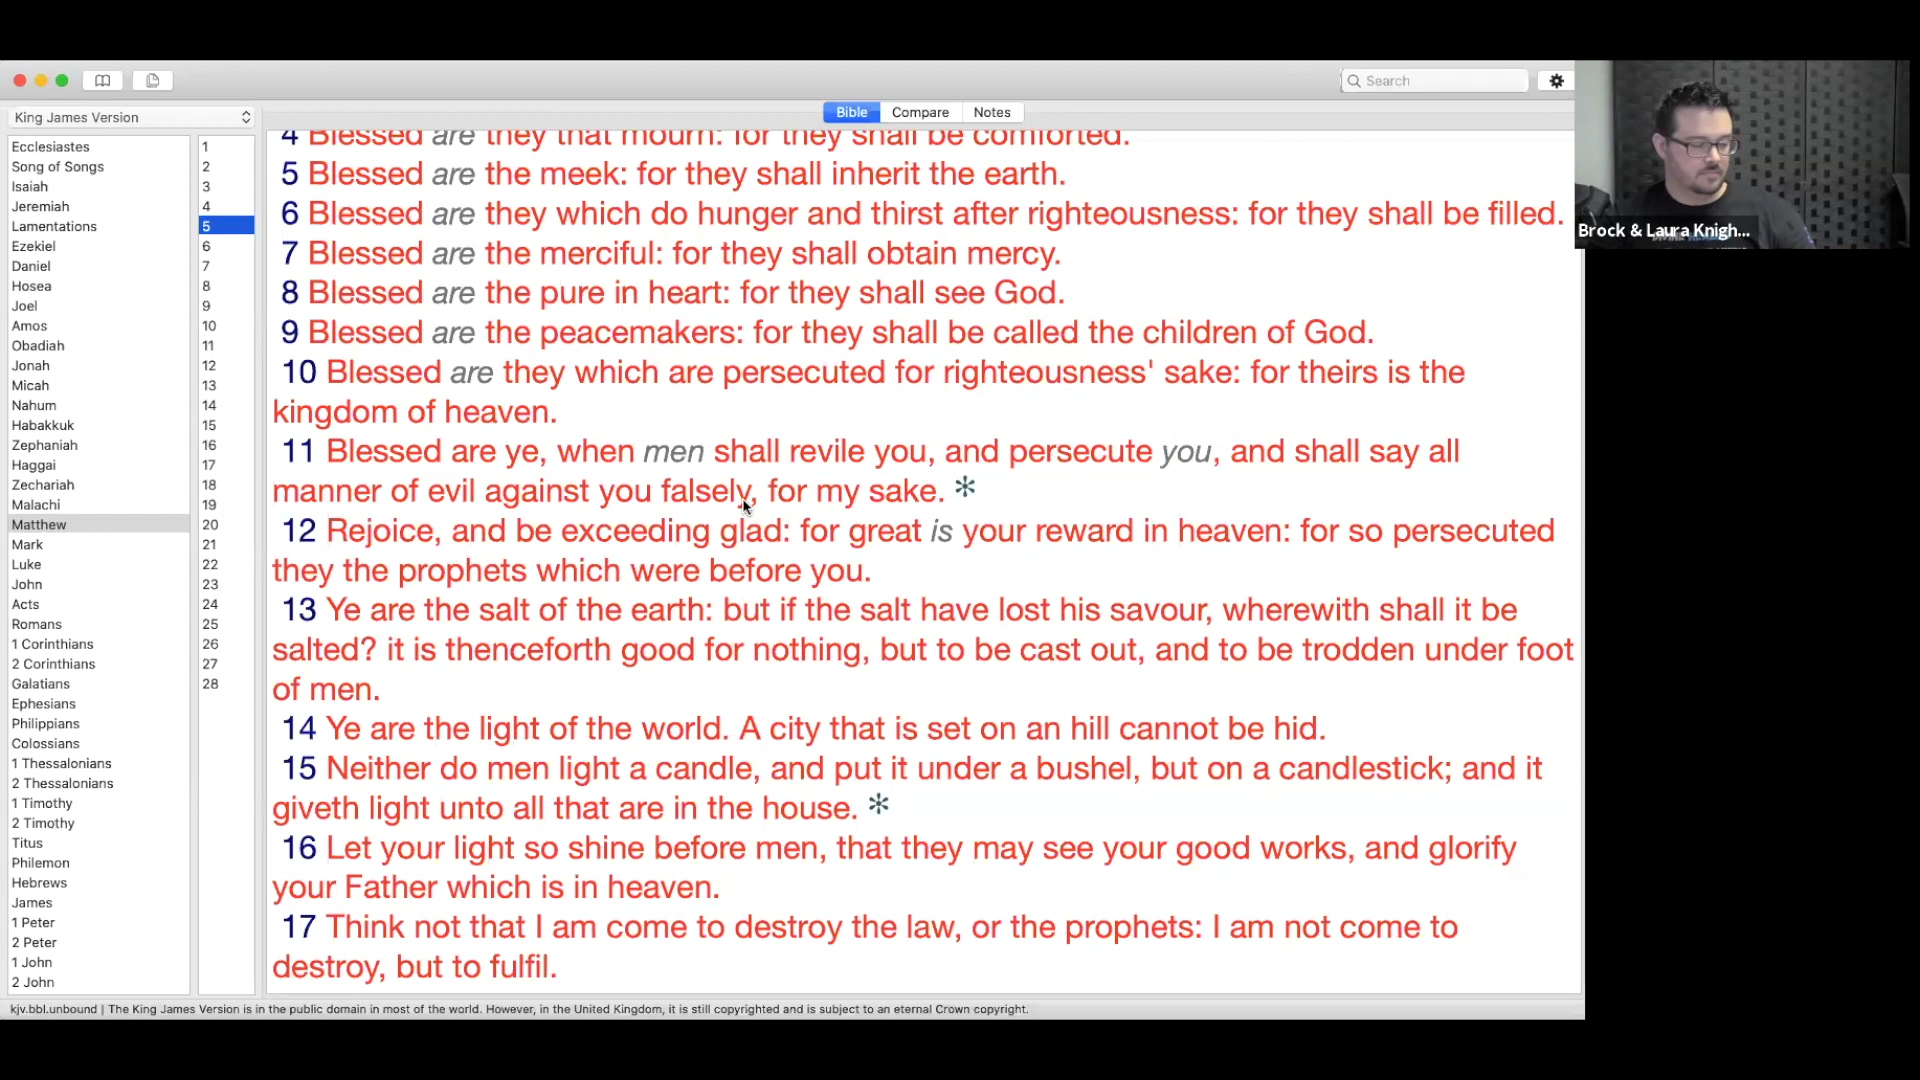 Search
King James Version
Bible Compare Notes
Ecclesiastes
Song of Songs
Isaiah
Jeremiah
Lamentations
Ezekiel
Daniel
Hosea
Joel
Amos
Obadiah
Jonah
Micah
Nahum
Habakkuk
Zephaniah
Haggai
Zechariah
Malachi
Matthew
Mark
Luke
John
Acts
Romans
1 Corinthians
2 Corinthians
Galatians
Ephesians
Philippians
Colossians
1 Thessalonians
2 Thessalonians
1 Timothy
2 Timothy
Titus
Philemon
Hebrews
James
1 Peter
2 Peter
1 John
2 John
1
2
3
4
5
6
7
8
9
10
11
12
13
14
15
16
17
18
19
20
21
22
23
24
25
26
27
28
4 Blessed are they that mourn: for they shall be comforted.
5 Blessed are the meek: for they shall inherit the earth.
6 Blessed are they which do hunger and thirst after righteousness: for they shall be filled.
7 Blessed are the merciful: for they shall obtain mercy.
8 Blessed are the pure in heart: for they shall see God.
9 Blessed are the peacemakers: for they shall be called the children of God.
10 Blessed are they which are persecuted for righteousness' sake: for theirs is the
kingdom of heaven.
11 Blessed are ye, when men shall revile you, and persecute you, and shall say all
manner of evil against you falsely, for my sake. *
12 Rejoice, and be exceeding glad: for great is your reward in heaven: for so persecuted
they the prophets which were before you.
13 Ye are the salt of the earth: but if the salt have lost his savour, wherewith shall it be
salted? it is thenceforth good for nothing, but to be cast out, and to be trodden under foot
of men.
14 Ye are the light of the world. A city that is set on an hill cannot be hid.
15 Neither do men light a candle, and put it under a bushel, but on a candlestick; and it
giveth light unto all that are in the house. *
16 Let your light so shine before men, that they may see your good works, and glorify
your Father which is in heaven.
17 Think not that I am come to destroy the law, or the prophets: I am not come to
destroy, but to fulfil.
Brock & Laura Knigh...
kjv.bbl.unbound | The King James Version is in the public domain in most of the world. However, in the United Kingdom, it is still copyrighted and is subject to an eternal Crown copyright.